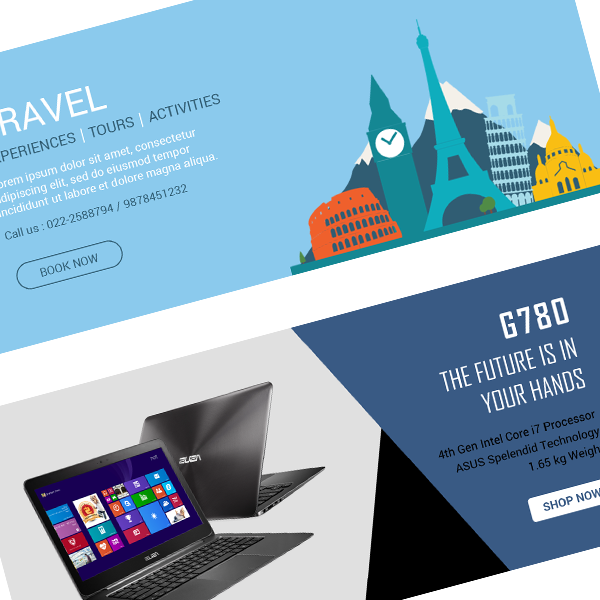 RAVEL
PERIENCES | TOURS | ACTIVITIES
orem ipsum dolor sit amet, consectetur
adipiscing elit, sed do eiusmod tempor
incididunt ut labore et dolore magna aliqua.
Call us : 022-2588794 / 9878451232
BOOK NOW
G780
THE FUTURE IS IN
YOUR HANDS
4th Gen Intel Core i7 Processor
ASUS Spelendid Technology
1.65 kg Weigh
SHOP NOW